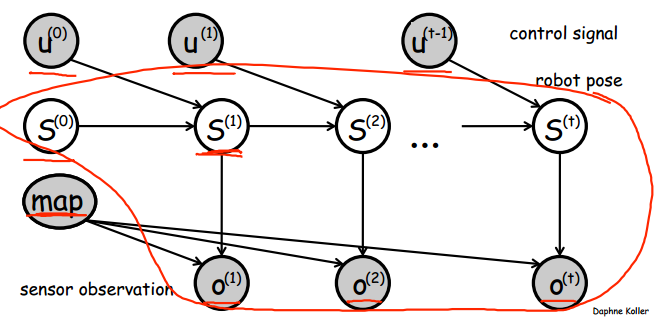 u(0) u(1) u(t-1) control signal
robot pose
S(0) S(1) S(2) ... S(t)
map
sensor observation o(1) o(2) o(t)
Daphne Koller